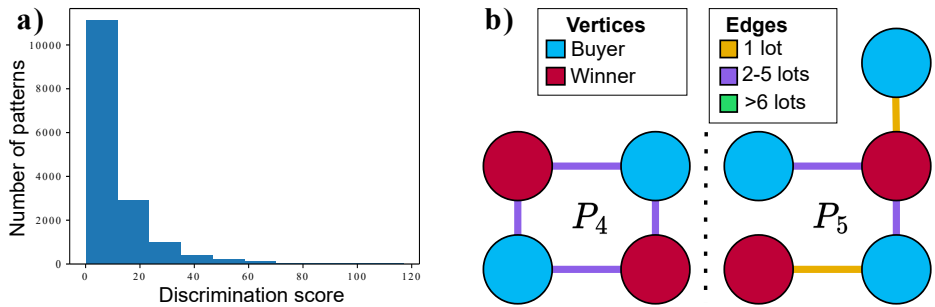 a)
Number of patterns
10000
8000
6000
4000
2000
0
0
20
40
60
80
100
120
Discrimination score
b)
Vertices
Buyer
Winner
Edges
1 lot
2-5 lots
>6 lots
P4
P5